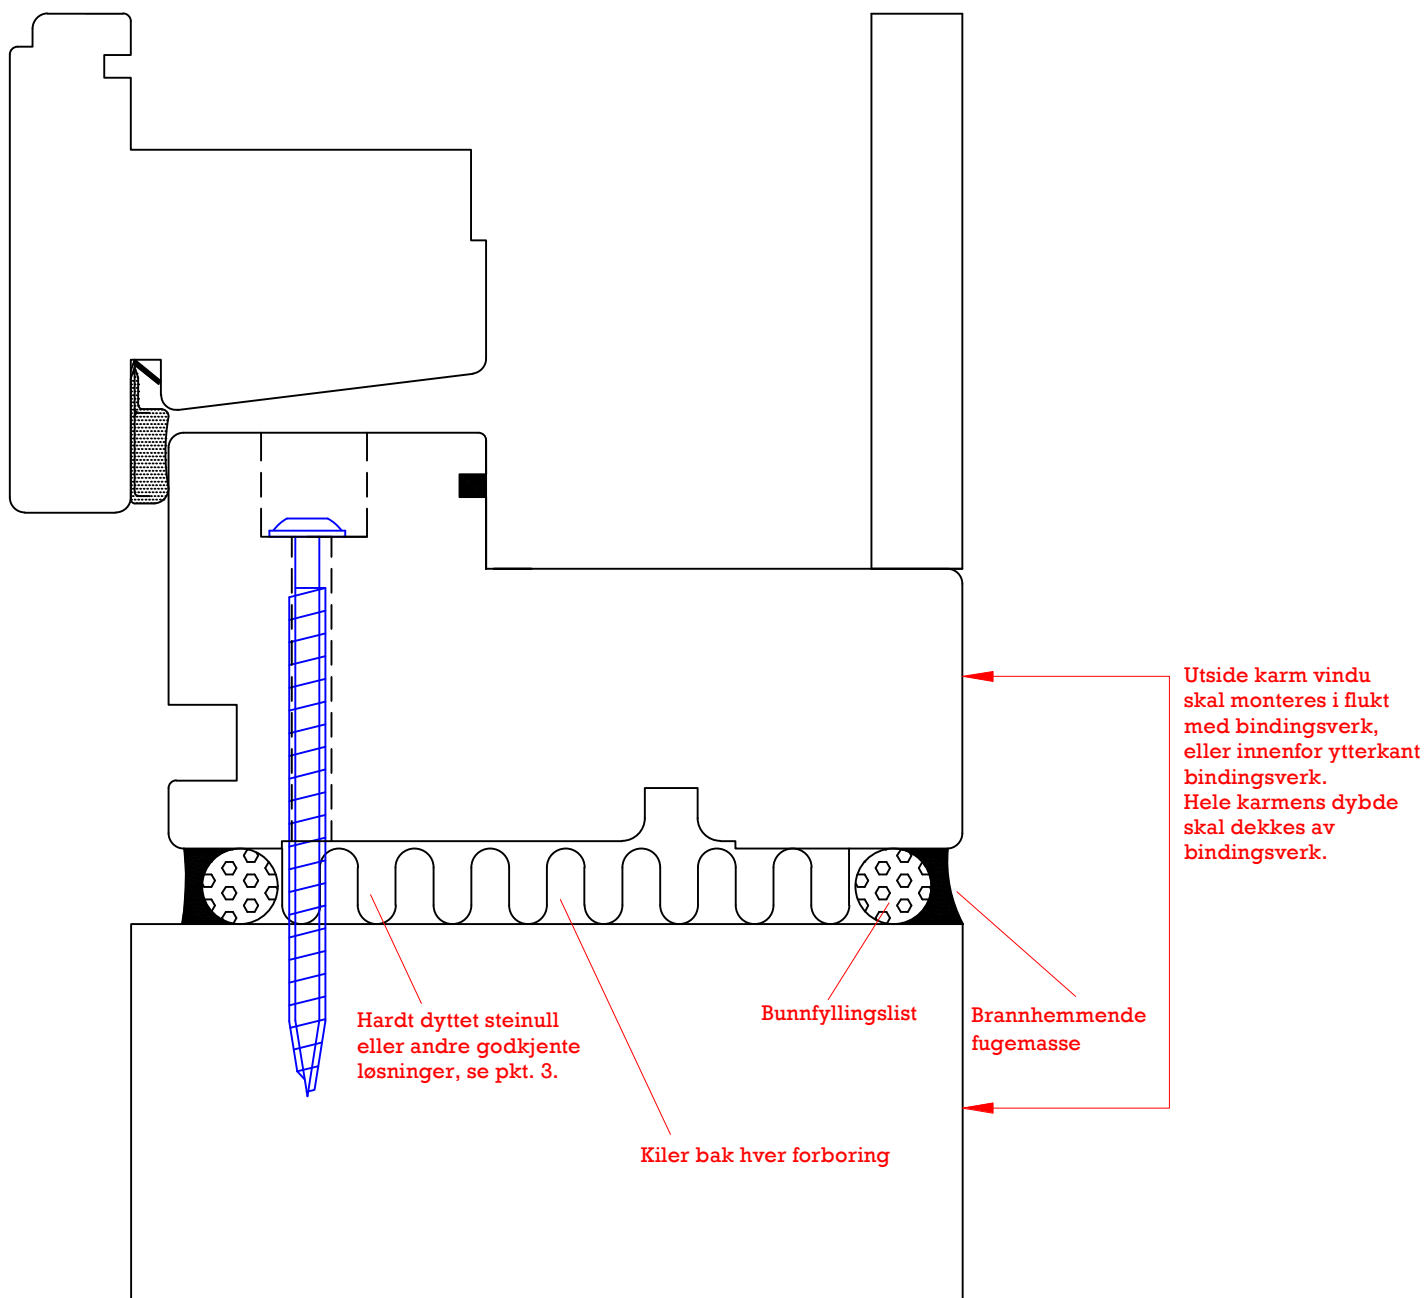 Utside karm vindu
skal monteres i flukt
med bindingsverk,
eller innenfor ytterkant
bindingsverk.
Hele karmens dybde
skal dekkes av
bindingsverk.
Hardt dyttet steinull
eller andre godkjente
løsninger, se pkt. 3.
Bunnfyllingslist
Brannhemmende
fugemasse
Kiler bak hver forboring